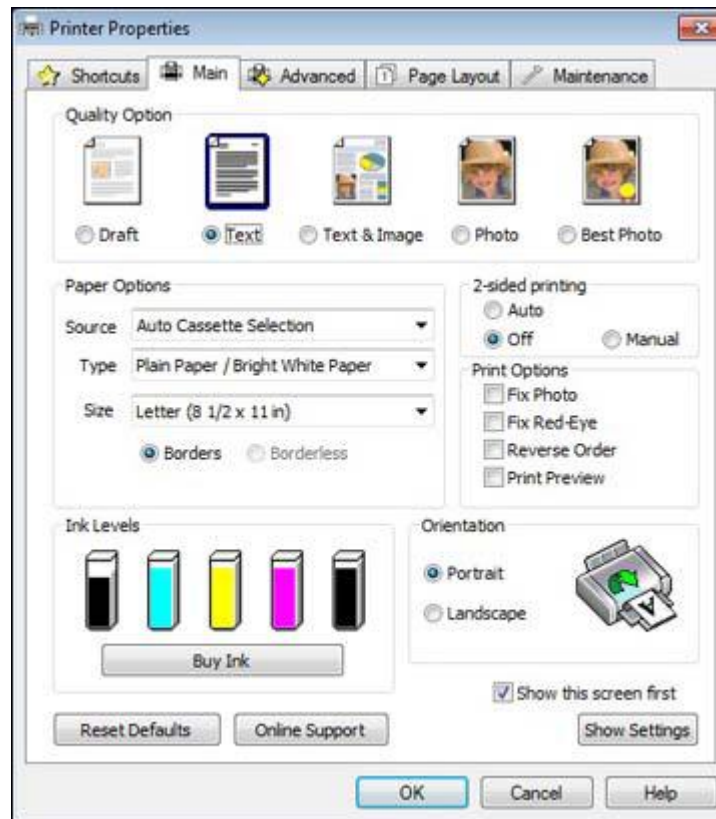 Printer Properties
Shortcuts Main Advanced Page Layout Maintenance
Quality Option
Draft Text Text & Image Photo Best Photo
Paper Options
Source Auto Cassette Selection
Type Plain Paper / Bright White Paper
Size Letter (8 1/2 x 11 in)
Borders Borderless
2-sided printing
Auto
Off Manual
Print Options
Fix Photo
Fix Red-Eye
Reverse Order
Print Preview
Ink Levels
Buy Ink
Orientation
Portrait
Landscape
A
Show this screen first
Reset Defaults Online Support Show Settings
OK Cancel Help